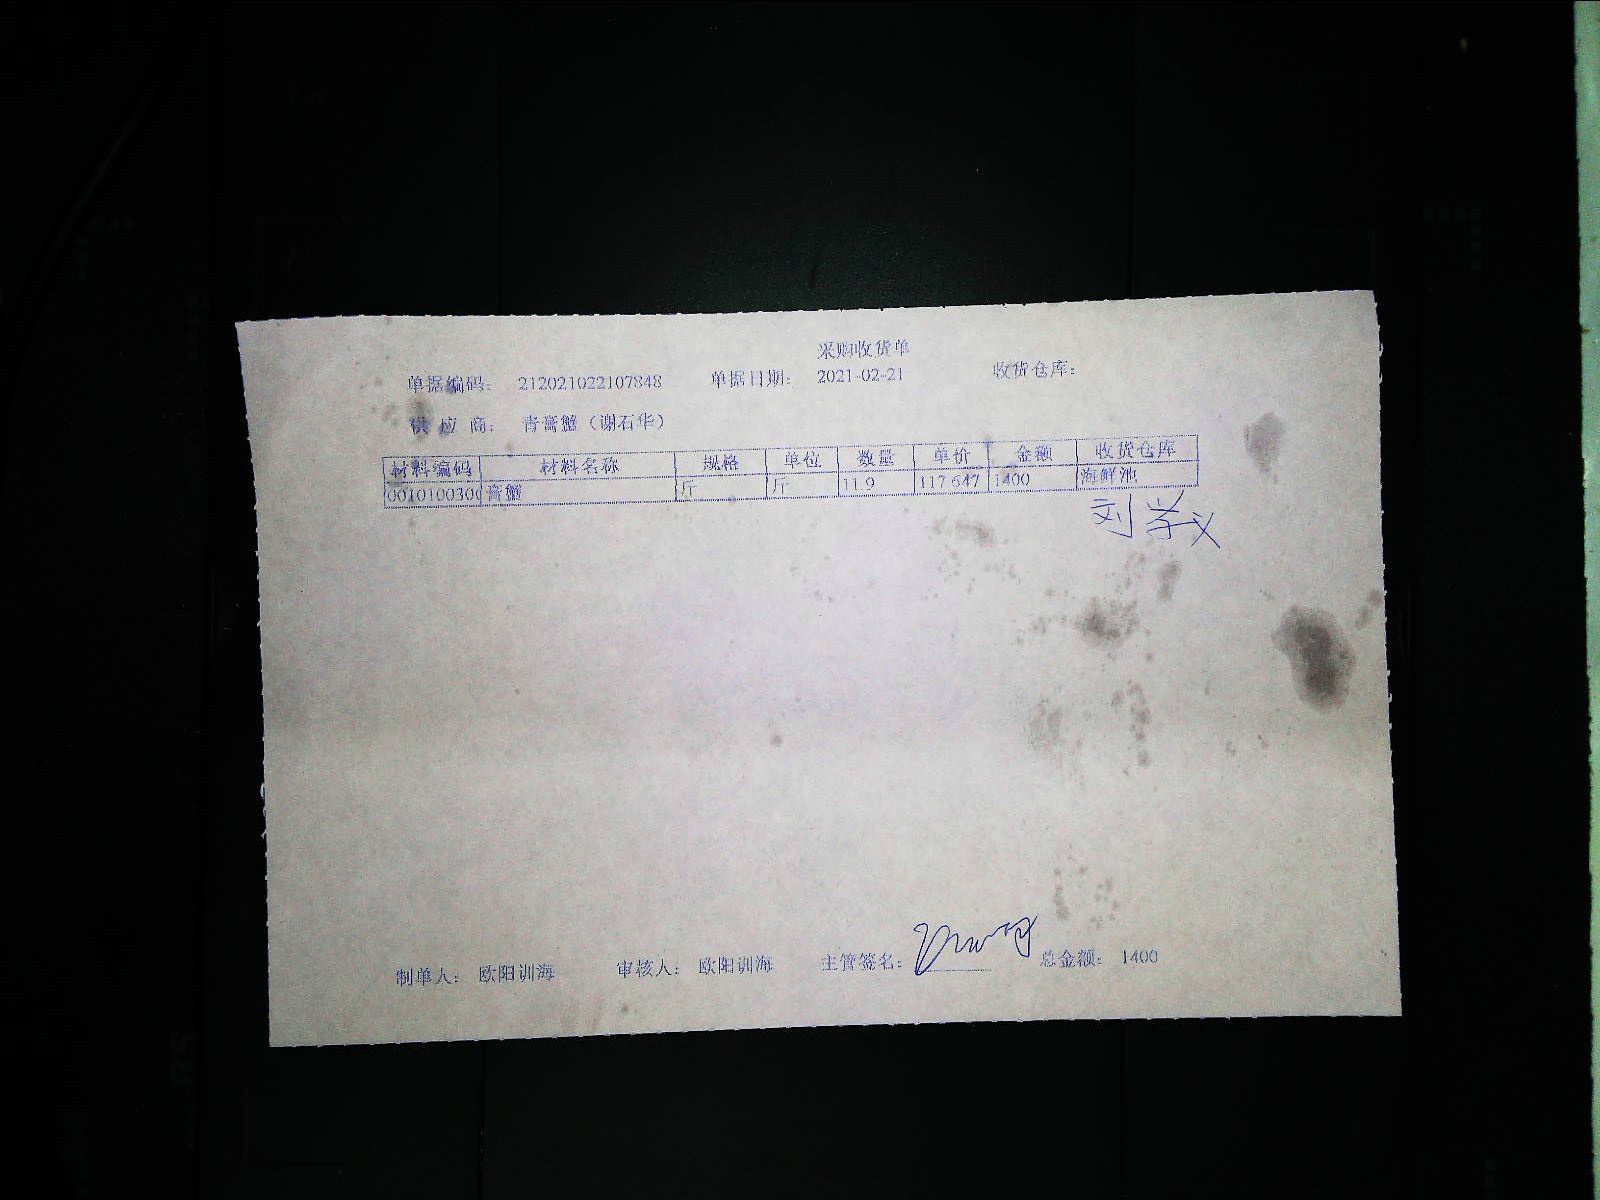 采购收货单
单据编码： 212021022107848 单据日期： 2021-02-21 收货仓库：
供 应 商： 青膏蟹（谢石华）
材料编码 材料名称 规格 单位 数量 单价 金额 收货仓库
0010100300 膏蟹 斤 斤 11.9 117.647 1400 海鲜池
刘学义
制单人： 欧阳训海 审核人： 欧阳训海 主管签名： 总金额： 1400